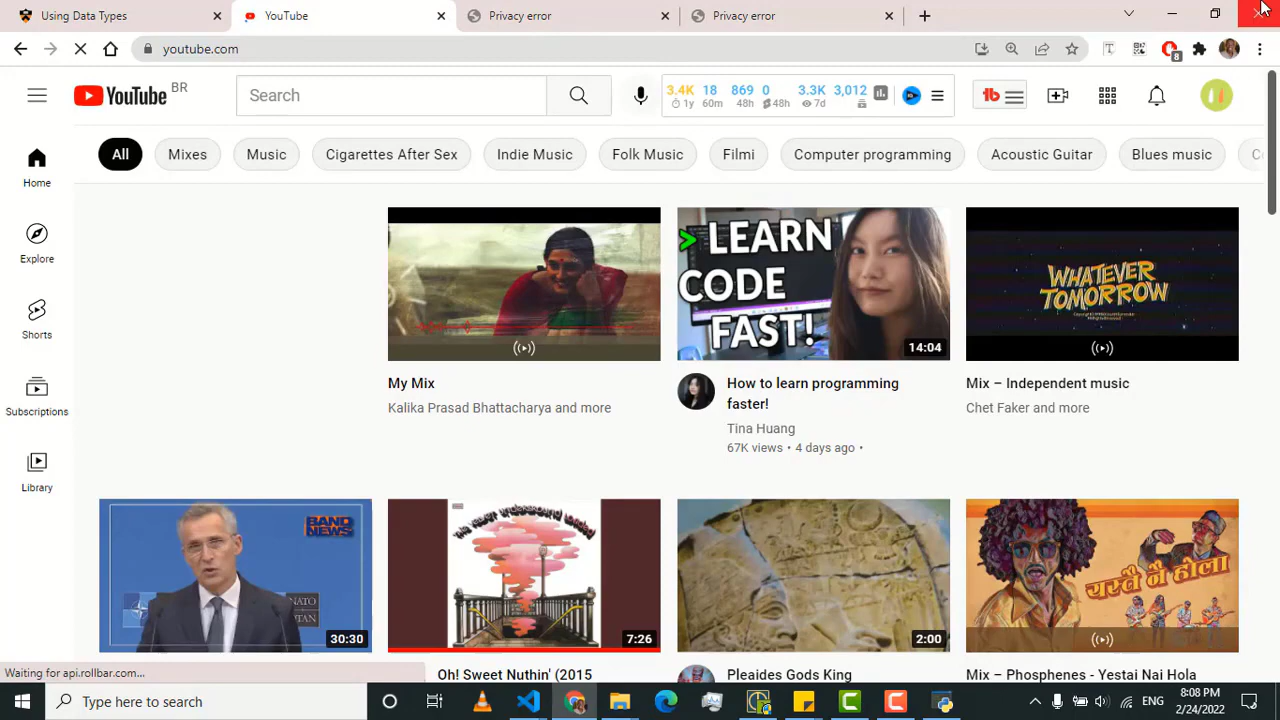 Using Data Types
YouTube
Privacy error
Privacy error
youtube.com
8
YouTube BR
Search
3.4K 18 869 0 3.3K 3,012
1y 60m 48h 48h 7d
tb
All
Mixes
Music
Cigarettes After Sex
Indie Music
Folk Music
Filmi
Computer programming
Acoustic Guitar
Blues music
Home
Explore
Shorts
Subscriptions
Library
> LEARN
CODE
FAST!
14:04
WHATEVER
TOMORROW
My Mix
Kalika Prasad Bhattacharya and more
How to learn programming
faster!
Tina Huang
67K views • 4 days ago •
Mix – Independent music
Chet Faker and more
BAND
NEWS
NATO
30:30
7:26
2:00
यस्तै नै होला
Oh! Sweet Nuthin' (2015
Pleaides Gods King
Mix – Phosphenes - Yestai Nai Hola
Waiting for api.rollbar.com...
Type here to search
ENG
8:08 PM
2/24/2022